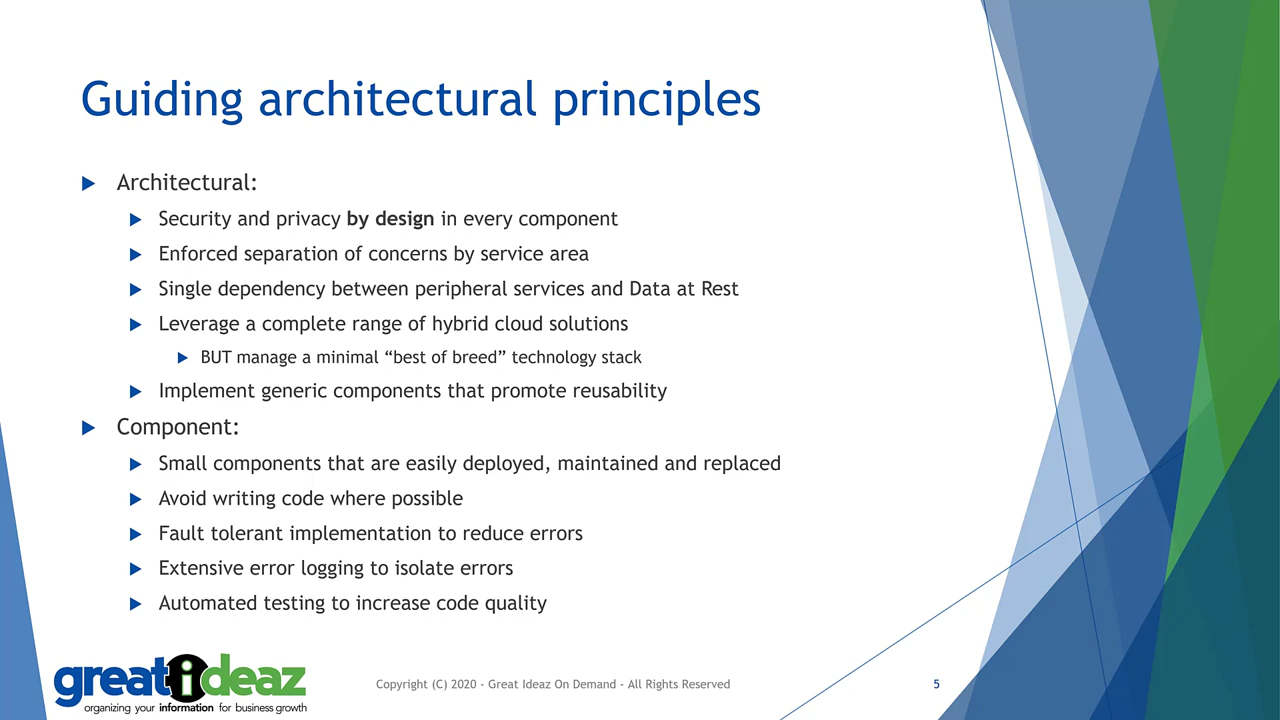 Guiding architectural principles
Architectural:
Security and privacy by design in every component
Enforced separation of concerns by service area
Single dependency between peripheral services and Data at Rest
Leverage a complete range of hybrid cloud solutions
BUT manage a minimal “best of breed” technology stack
Implement generic components that promote reusability
Component:
Small components that are easily deployed, maintained and replaced
Avoid writing code where possible
Fault tolerant implementation to reduce errors
Extensive error logging to isolate errors
Automated testing to increase code quality
greatideaz
organizing your information for business growth
Copyright (C) 2020 - Great Ideaz On Demand - All Rights Reserved
5